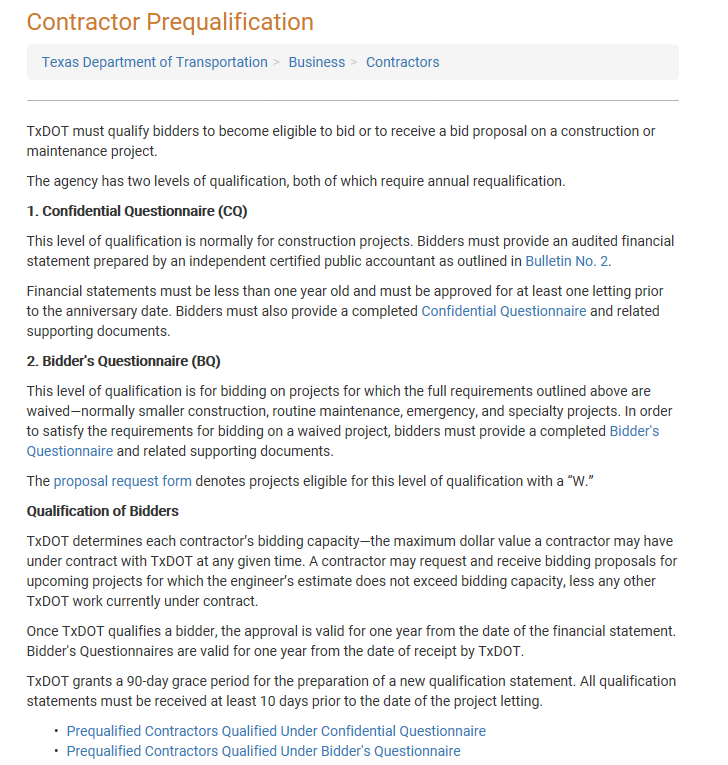 Contractor Prequalification
Texas Department of Transportation > Business > Contractors
TxDOT must qualify bidders to become eligible to bid or to receive a bid proposal on a construction or
maintenance project.
The agency has two levels of qualification, both of which require annual requalification.
1. Confidential Questionnaire (CQ)
This level of qualification is normally for construction projects. Bidders must provide an audited financial
statement prepared by an independent certified public accountant as outlined in Bulletin No. 2.
Financial statements must be less than one year old and must be approved for at least one letting prior
to the anniversary date. Bidders must also provide a completed Confidential Questionnaire and related
supporting documents.
2. Bidder's Questionnaire (BQ)
This level of qualification is for bidding on projects for which the full requirements outlined above are
waived—normally smaller construction, routine maintenance, emergency, and specialty projects. In order
to satisfy the requirements for bidding on a waived project, bidders must provide a completed Bidder's
Questionnaire and related supporting documents.
The proposal request form denotes projects eligible for this level of qualification with a “W.”
Qualification of Bidders
TxDOT determines each contractor’s bidding capacity—the maximum dollar value a contractor may have
under contract with TxDOT at any given time. A contractor may request and receive bidding proposals for
upcoming projects for which the engineer’s estimate does not exceed bidding capacity, less any other
TxDOT work currently under contract.
Once TxDOT qualifies a bidder, the approval is valid for one year from the date of the financial statement.
Bidder's Questionnaires are valid for one year from the date of receipt by TxDOT.
TxDOT grants a 90-day grace period for the preparation of a new qualification statement. All qualification
statements must be received at least 10 days prior to the date of the project letting.
• Prequalified Contractors Qualified Under Confidential Questionnaire
• Prequalified Contractors Qualified Under Bidder's Questionnaire